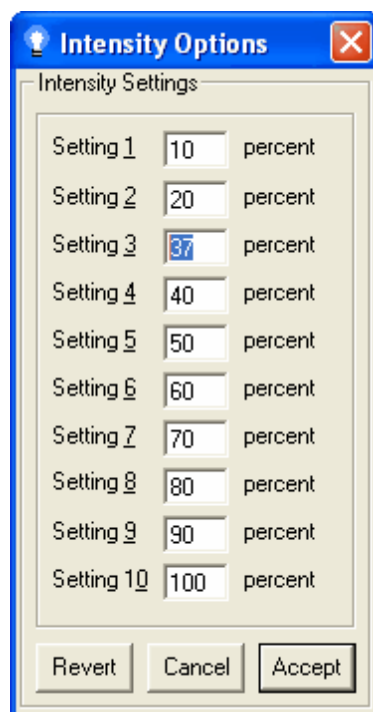 Intensity Options
Intensity Settings
Setting 1 10 percent
Setting 2 20 percent
Setting 3 37 percent
Setting 4 40 percent
Setting 5 50 percent
Setting 6 60 percent
Setting 7 70 percent
Setting 8 80 percent
Setting 9 90 percent
Setting 10 100 percent
Revert Cancel Accept